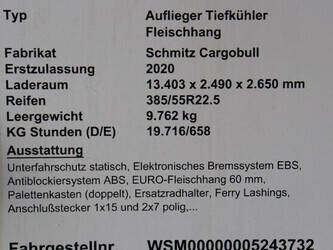 Typ Auflieger Tiefkühler
Fleischhang
Fabrikat Schmitz Cargobull
Erstzulassung 2020
Laderaum 13.403 x 2.490 x 2.650 mm
Reifen 385/55R22.5
Leergewicht 9.762 kg
KG Stunden (D/E) 19.716/658
Ausstattung
Unterfahrschutz statisch, Elektronisches Bremssystem EBS,
Antiblockiersystem ABS, EURO-Fleischhang 60 mm,
Palettenkasten (doppelt), Ersatzradhalter, Ferry Lashings,
Anschlußstecker 1x15 und 2x7 polig,...
Fahrgestellnr WSM00000005243732